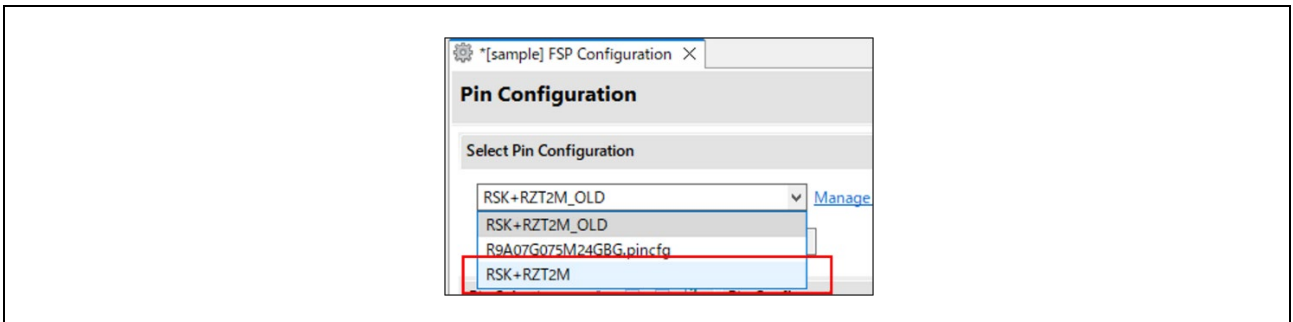 *[sample] FSP Configuration
Pin Configuration
Select Pin Configuration
RSK+RZT2M_OLD Manage
RSK+RZT2M_OLD
R9A07G075M24GBG.pincfg
RSK+RZT2M